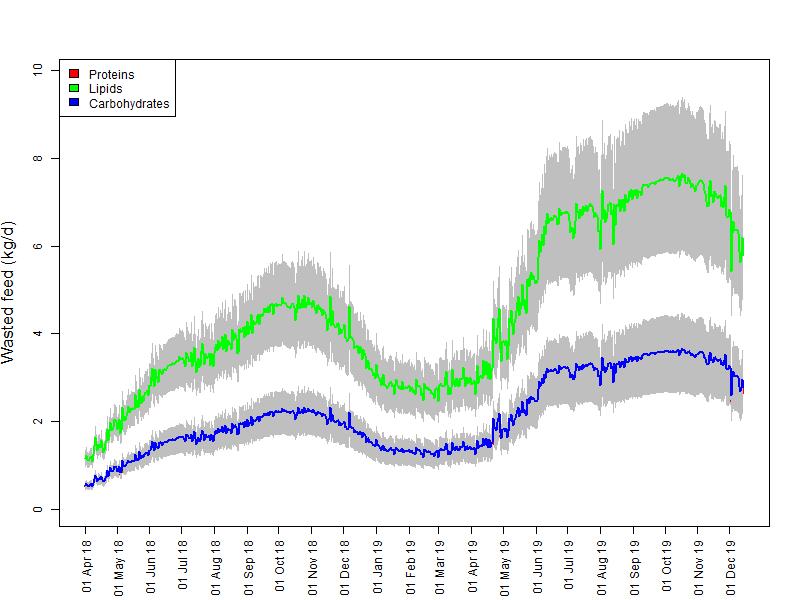 Proteins
Lipids
Carbohydrates
Wasted feed (kg/d)
10
8
6
4
2
0
01 Apr 18
01 May 18
01 Jun 18
01 Jul 18
01 Aug 18
01 Sep 18
01 Oct 18
01 Nov 18
01 Dec 18
01 Jan 19
01 Feb 19
01 Mar 19
01 Apr 19
01 May 19
01 Jun 19
01 Jul 19
01 Aug 19
01 Sep 19
01 Oct 19
01 Nov 19
01 Dec 19